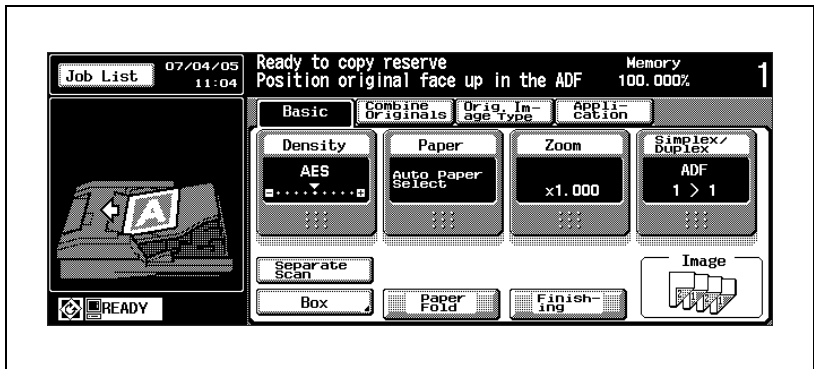 Job List
07/04/05
11:04
Ready to copy reserve
Position original face up in the ADF
Memory
100.000%
1
Basic
Combine
Originals
Orig. Im-
age Type
Appli-
cation
Density
AES
Paper
Auto Paper
Select
Zoom
x1.000
Simplex/
Duplex
ADF
1 > 1
A
Separate
Scan
Box
Paper
Fold
Finish-
ing
Image
READY